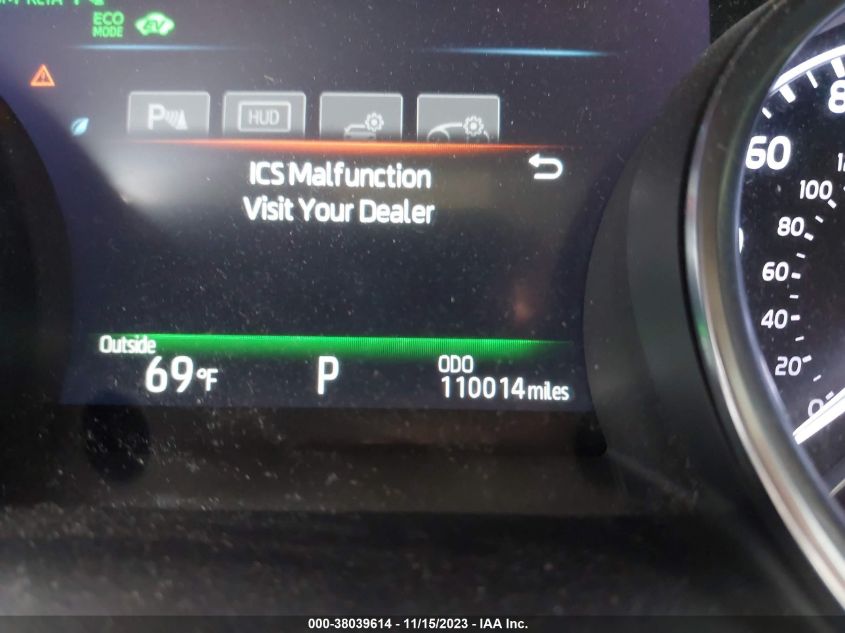 ECO
MODE
EV
P
HUD
ICS Malfunction
Visit Your Dealer
Outside
69°F
P
ODO
110014 miles
60
100
80
60
40
20
0
000-38039614 - 11/15/2023 - IAA Inc.